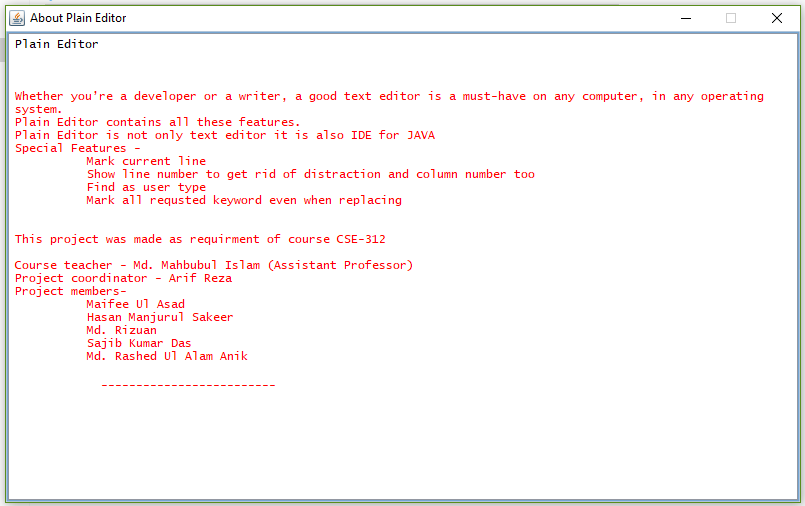 About Plain Editor
Plain Editor
Whether you're a developer or a writer, a good text editor is a must-have on any computer, in any operating
system.
Plain Editor contains all these features.
Plain Editor is not only text editor it is also IDE for JAVA
Special Features -
Mark current line
Show line number to get rid of distraction and column number too
Find as user type
Mark all requsted keyword even when replacing
This project was made as requirment of course CSE-312
Course teacher - Md. Mahbubul Islam (Assistant Professor)
Project coordinator - Arif Reza
Project members-
Maifee Ul Asad
Hasan Manjurul Sakeer
Md. Rizuan
Sajib Kumar Das
Md. Rashed Ul Alam Anik
-------------------------